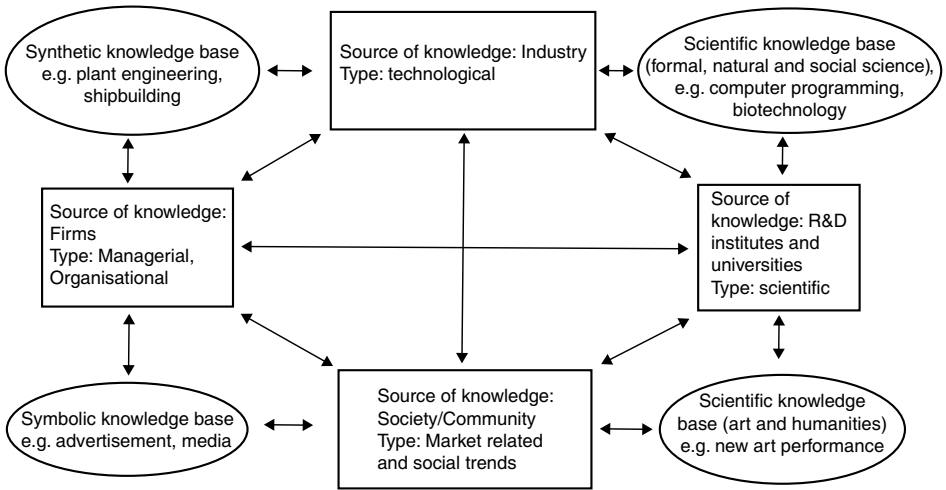 Synthetic knowledge base
e.g. plant engineering,
shipbuilding
Source of knowledge: Industry
Type: technological
Scientific knowledge base
(formal, natural and social science),
e.g. computer programming,
biotechnology
Source of knowledge:
Firms
Type: Managerial,
Organisational
Source of
knowledge: R&D
institutes and
universities
Type: scientific
Symbolic knowledge base
e.g. advertisement, media
Source of knowledge:
Society/Community
Type: Market related
and social trends
Scientific knowledge
base (art and humanities)
e.g. new art performance